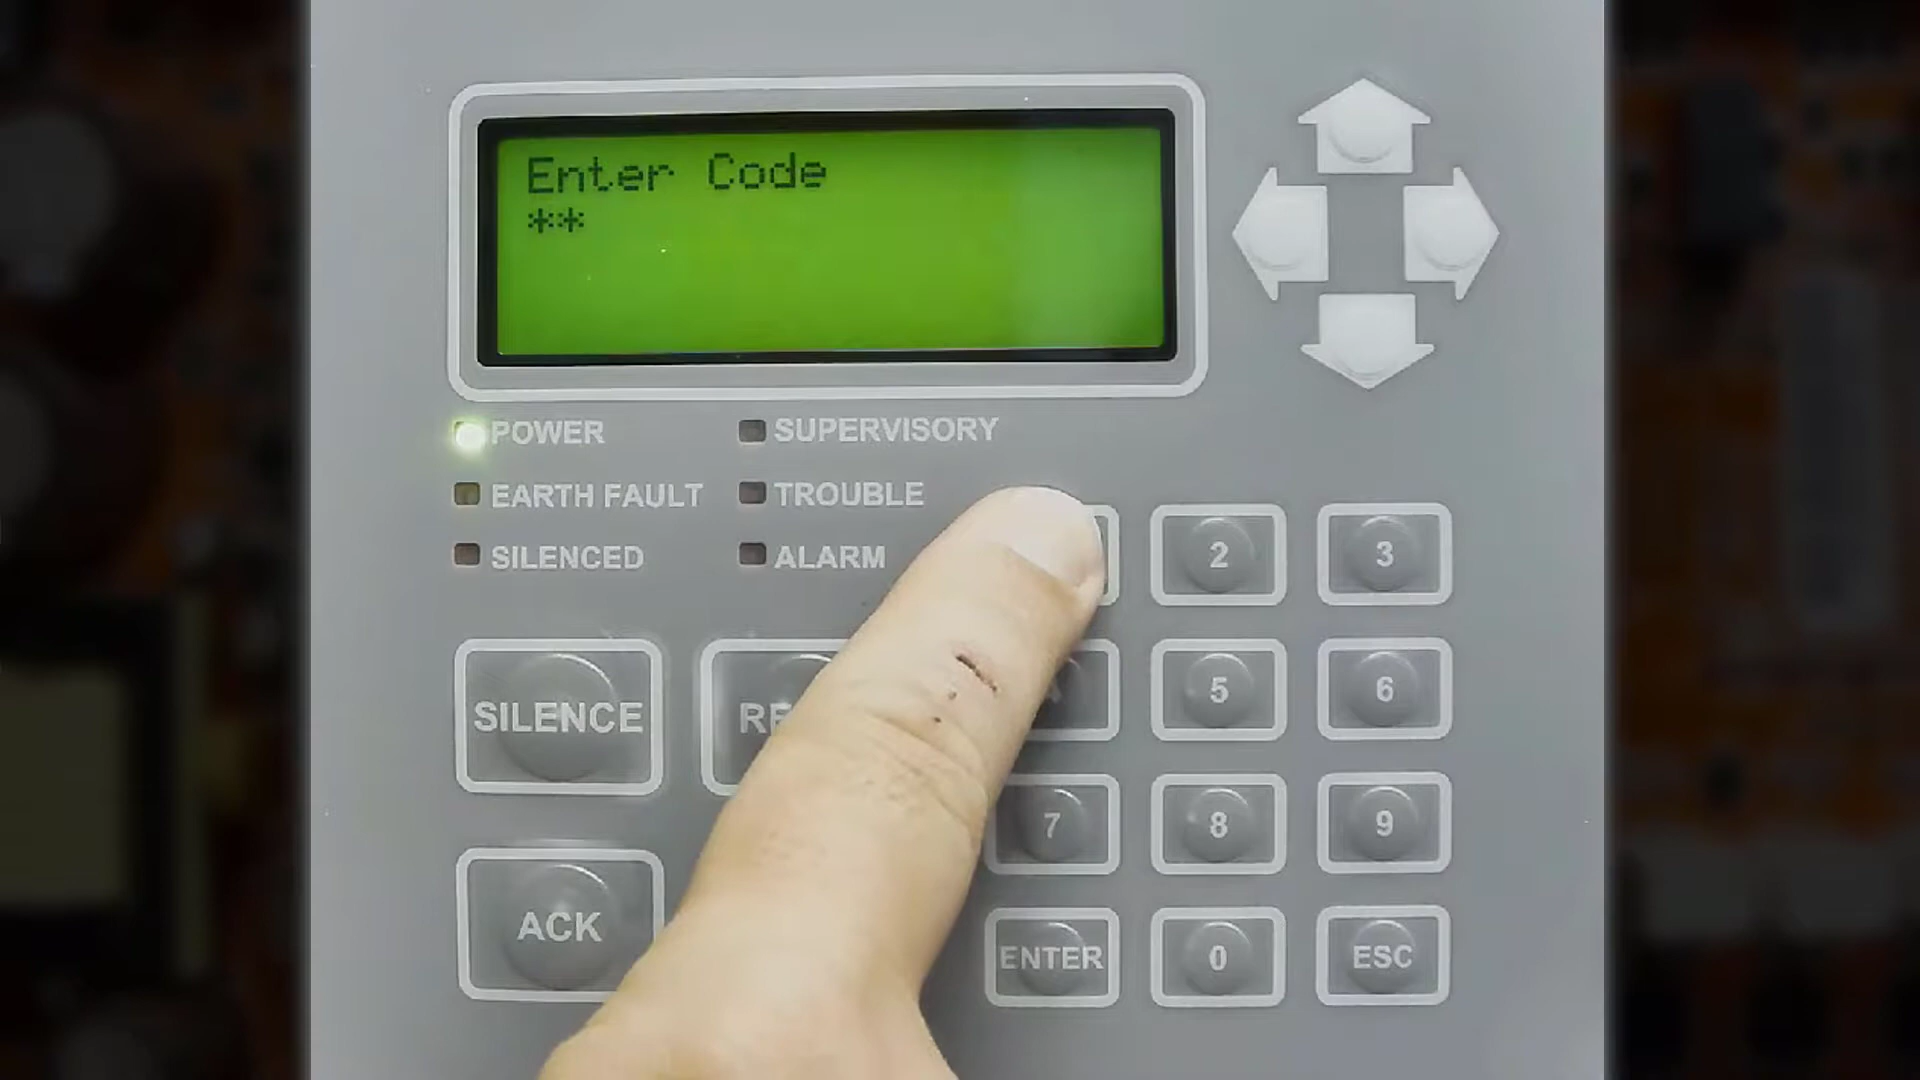 Enter Code
**
POWER
SUPERVISORY
EARTH FAULT
TROUBLE
SILENCED
ALARM
2
3
SILENCE
5
6
7
8
9
ACK
ENTER
0
ESC